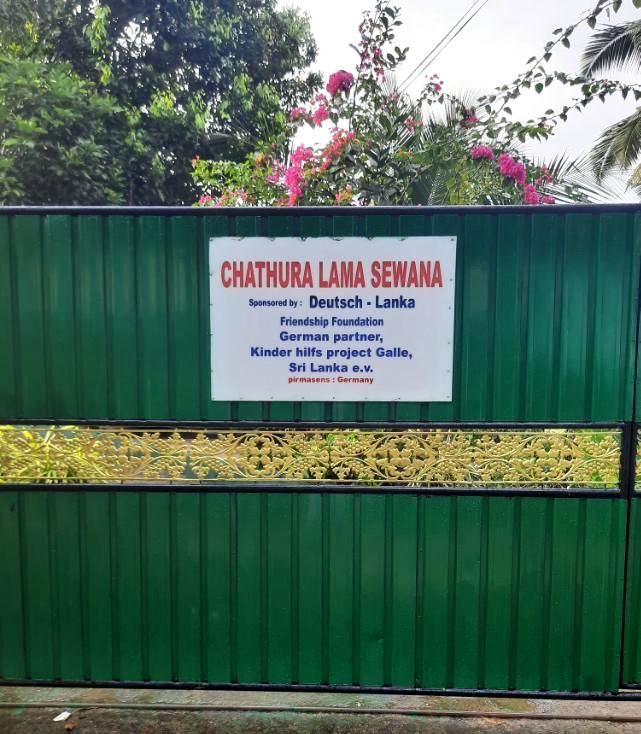 CHATHURA LAMA SEWANA
Sponsored by : Deutsch - Lanka
Friendship Foundation
German partner,
Kinder hilfs project Galle,
Sri Lanka e.v.
pirmasens : Germany